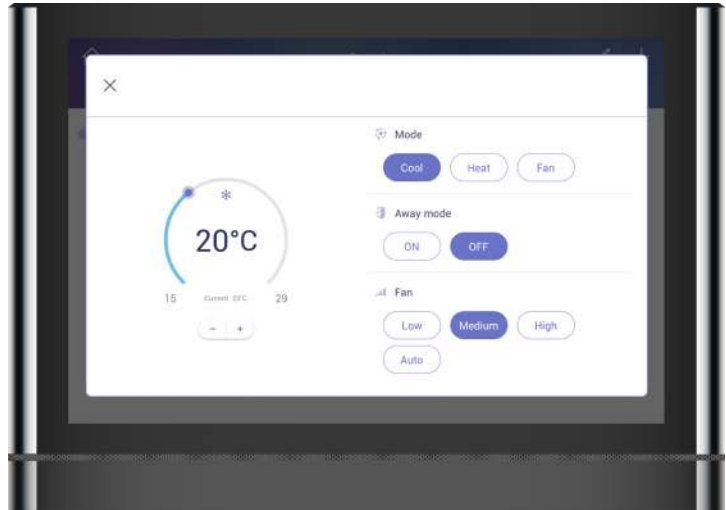 Mode
Cool Heat Fan
Away mode
20°C
ON OFF
15 29
Fan
- +
Low Medium High
Auto